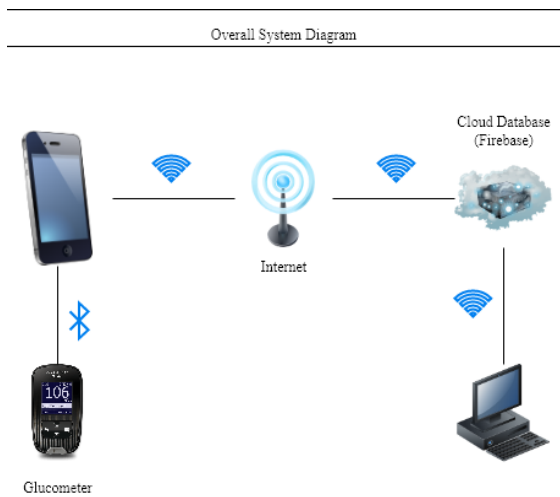 Overall System Diagram
Cloud Database
(Firebase)
Internet
106
Glucometer